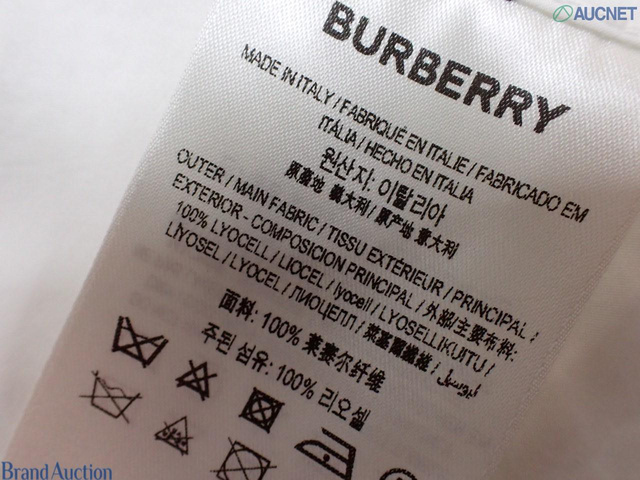 AUCNET
BURBERRY
MADE IN ITALY / FABRIQUÉ EN ITALIE / FABRICADO EM
ITÁLIA / HECHO EN ITALIA
원산지: 이탈리아
原產地 義大利 / 原产地 意大利
OUTER / MAIN FABRIC / TISSU EXTÉRIEUR / PRINCIPAL /
EXTERIOR - COMPOSICION PRINCIPAL / 外部/主要布料:
100% LYOCELL / LIOCEL / lyocell / LYOSELLIKUITU /
LİYOSEL / LYOCEL / ЛИОЦЕЛЛ / 萊賽爾纖維 / ليوسيل
面料: 100% 莱赛尔纤维
주된 섬유: 100% 리오셀
Brand Auction